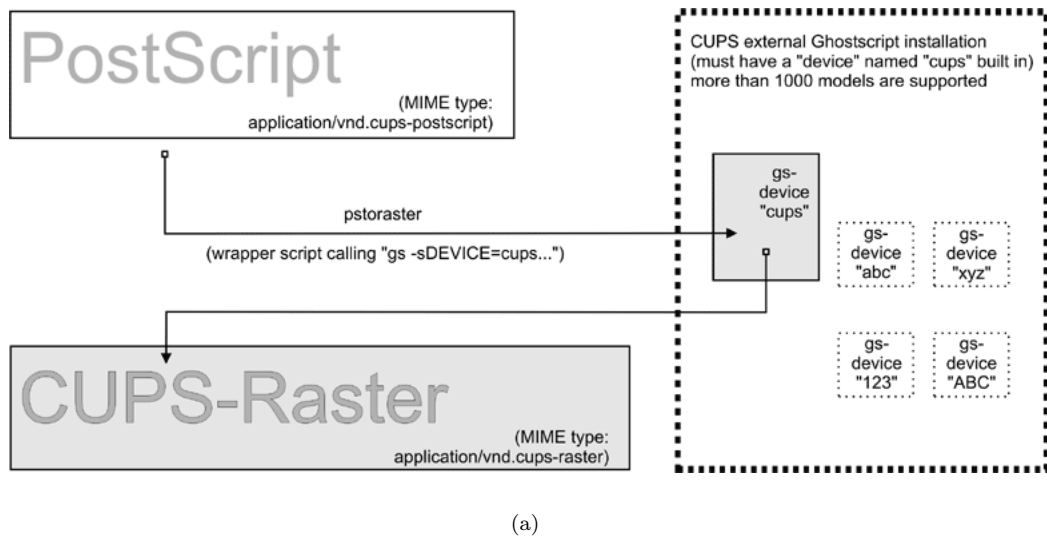 PostScript
(MIME type:
application/vnd.cups-postscript)
CUPS external Ghostscript installation
(must have a "device" named "cups" built in)
more than 1000 models are supported
gs-
device
"cups"
pstoraster
(wrapper script calling "gs -sDEVICE=cups...")
gs-
device
"abc"
gs-
device
"xyz"
gs-
device
"123"
gs-
device
"ABC"
CUPS-Raster
(MIME type:
application/vnd.cups-raster)
(a)